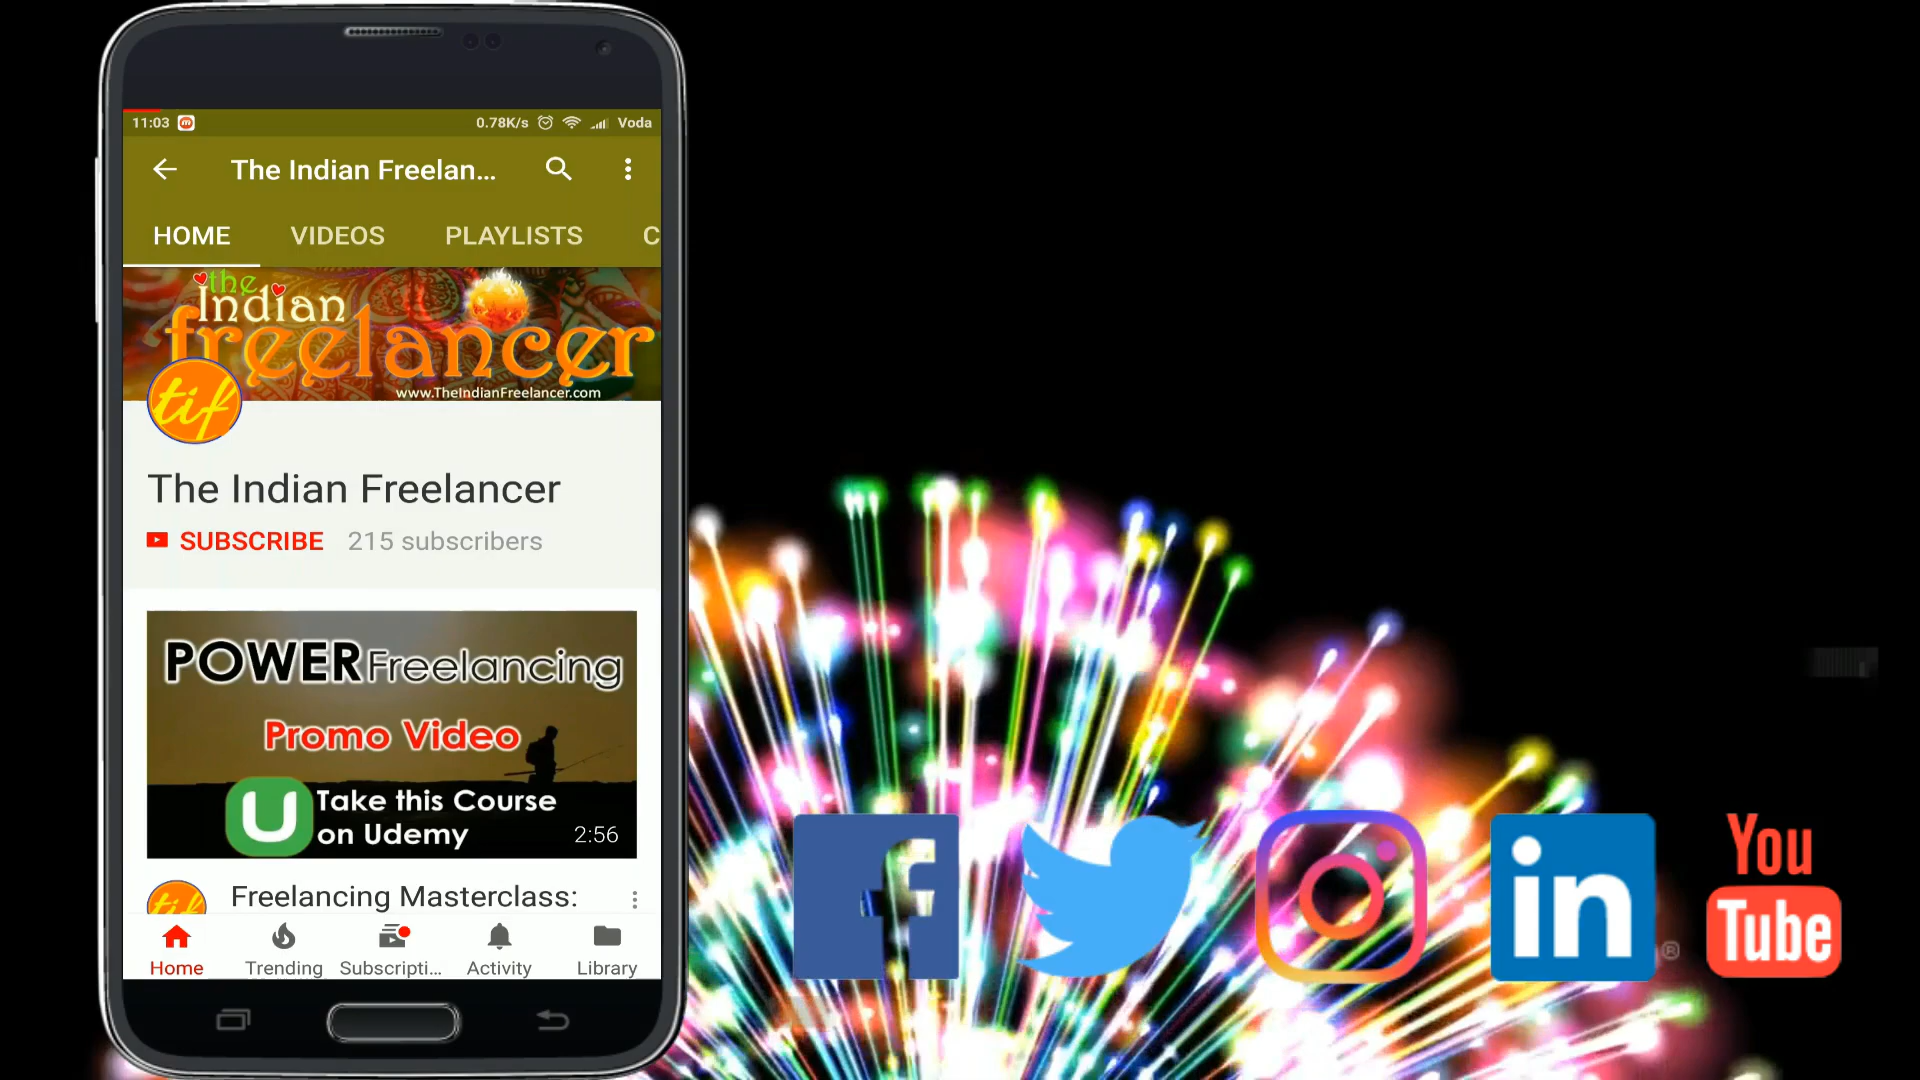 11:03 0.78K/s Voda
The Indian Freelan...
HOME VIDEOS PLAYLISTS C
the
Indian
freelancer
www.TheIndianFreelancer.com
tif
The Indian Freelancer
SUBSCRIBE 215 subscribers
POWER Freelancing
Promo Video
U Take this Course
on Udemy 2:56
tif Freelancing Masterclass:
Home Trending Subscripti... Activity Library
f in ® You
Tube